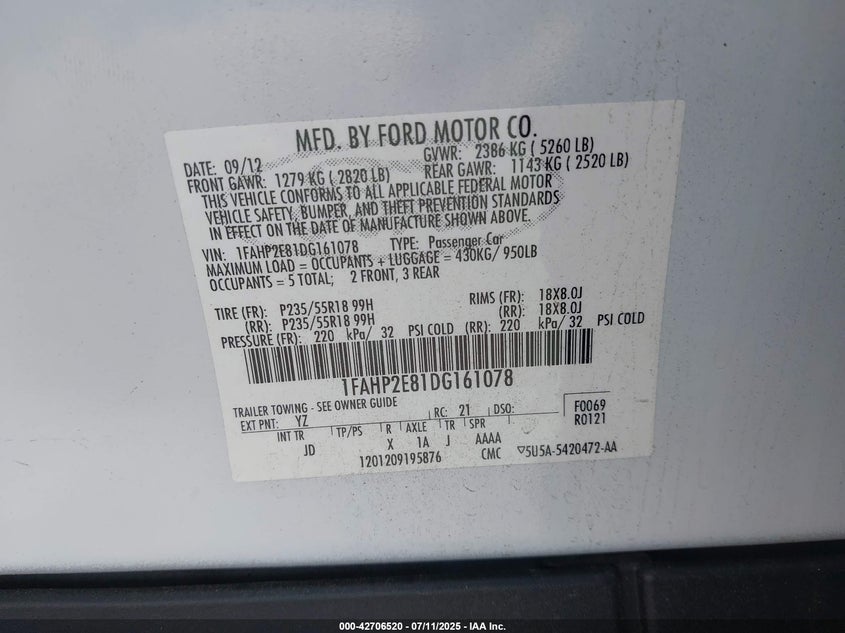 MFD. BY FORD MOTOR CO.
DATE: 09/12 GVWR: 2386 KG ( 5260 LB)
FRONT GAWR: 1279 KG ( 2820 LB) REAR GAWR: 1143 KG ( 2520 LB)
THIS VEHICLE CONFORMS TO ALL APPLICABLE FEDERAL MOTOR
VEHICLE SAFETY, BUMPER, AND THEFT PREVENTION STANDARDS
IN EFFECT ON THE DATE OF MANUFACTURE SHOWN ABOVE.
VIN: 1FAHP2E81DG161078 TYPE: Passenger Car
MAXIMUM LOAD = OCCUPANTS + LUGGAGE = 430KG/ 950LB
OCCUPANTS = 5 TOTAL; 2 FRONT, 3 REAR
TIRE (FR): P235/55R18 99H RIMS (FR): 18X8.0J
(RR): P235/55R18 99H (RR): 18X8.0J
PRESSURE (FR): 220 kPa/ 32 PSI COLD (RR): 220 kPa/ 32 PSI COLD
1FAHP2E81DG161078
TRAILER TOWING - SEE OWNER GUIDE
EXT PNT: YZ RC: 21 DSO: F0069
R0121
INT TR TP/PS R AXLE TR SPR
JD X 1A J AAAA
1201209195876 CMC ▽5U5A-5420472-AA
000-42706520 - 07/11/2025 - IAA Inc.